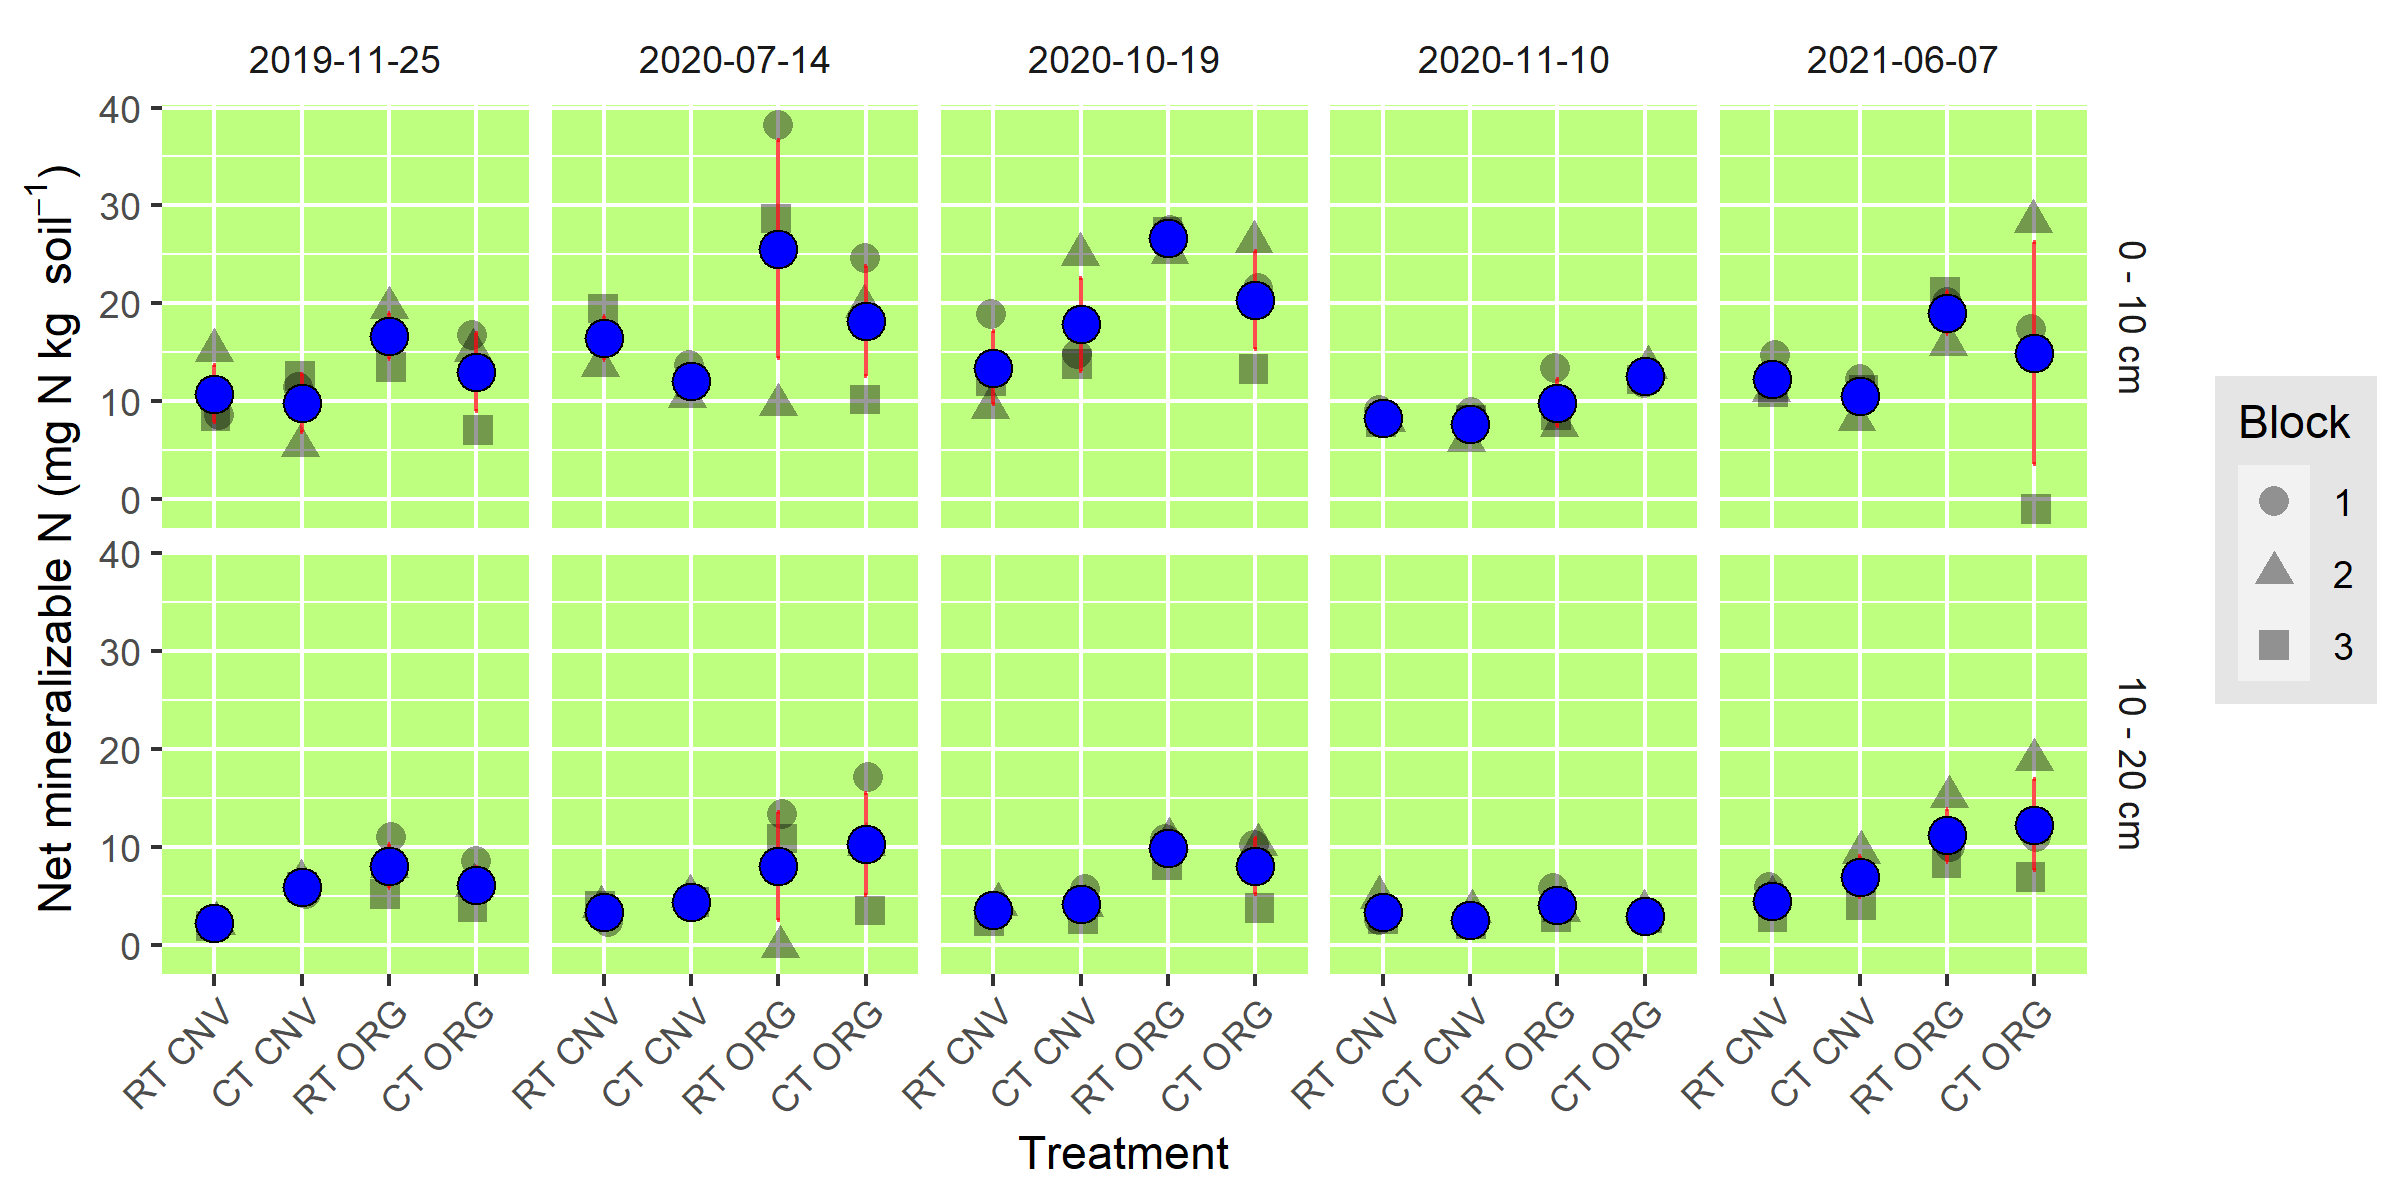 2019-11-25 2020-07-14 2020-10-19 2020-11-10 2021-06-07
Net mineralizable N (mg N kg soil⁻¹)
40
30
20
10
0
0 - 10 cm
40
30
20
10
0
10 - 20 cm
RT CNV CT CNV RT ORG CT ORG RT CNV CT CNV RT ORG CT ORG RT CNV CT CNV RT ORG CT ORG RT CNV CT CNV RT ORG CT ORG RT CNV CT CNV RT ORG CT ORG
Treatment
Block
1
2
3